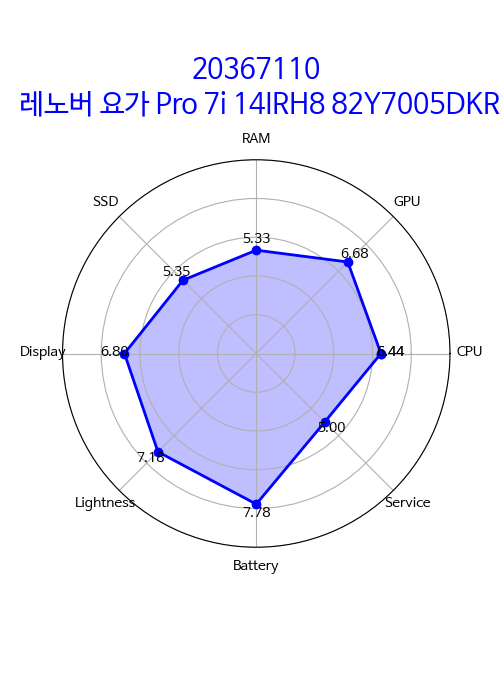 20367110
레노버 요가 Pro 7i 14IRH8 82Y7005DKR
RAM
SSD
GPU
5.33
6.68
5.35
Display
6.80
6.44
CPU
5.00
7.18
Lightness
Service
7.78
Battery